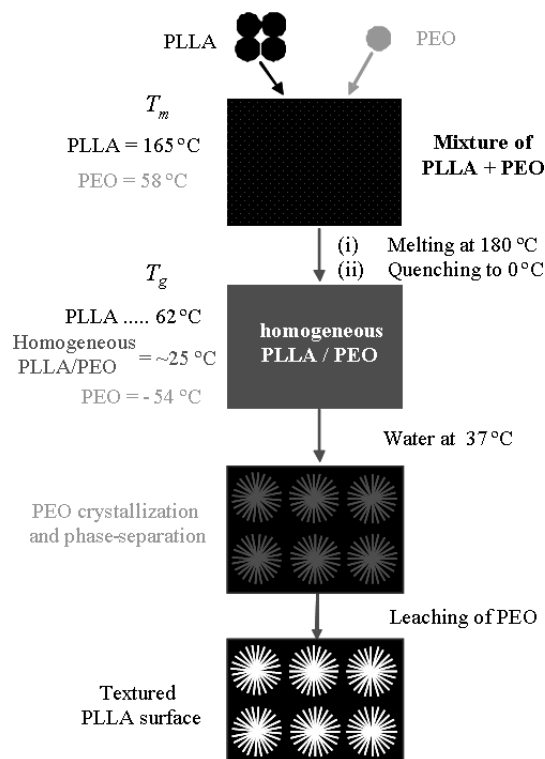 PLLA
PEO
Tm
PLLA = 165 °C
PEO = 58 °C
Mixture of
PLLA + PEO
(i) Melting at 180 °C
(ii) Quenching to 0 °C
Tg
PLLA ..... 62 °C
Homogeneous
PLLA/PEO = ~25 °C
PEO = - 54 °C
homogeneous
PLLA / PEO
Water at 37 °C
PEO crystallization
and phase-separation
Leaching of PEO
Textured
PLLA surface